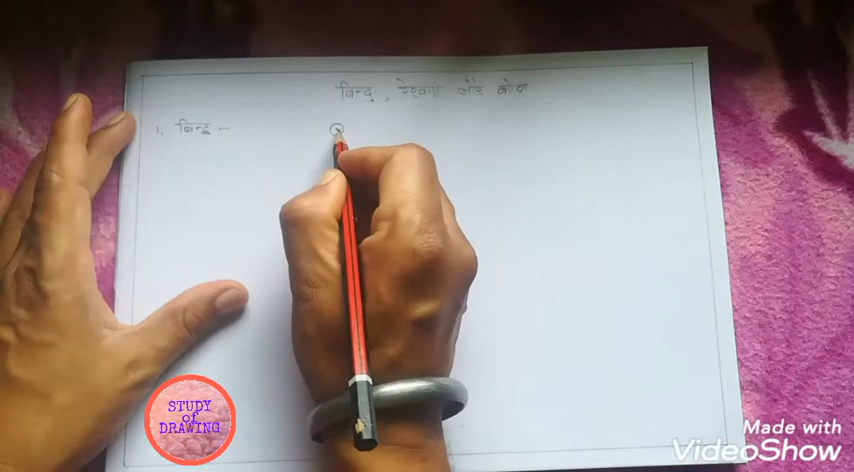 बिन्दु, रेखाएं और कोण
1. बिन्दु -
STUDY
of
DRAWING
Made with
VideoShow